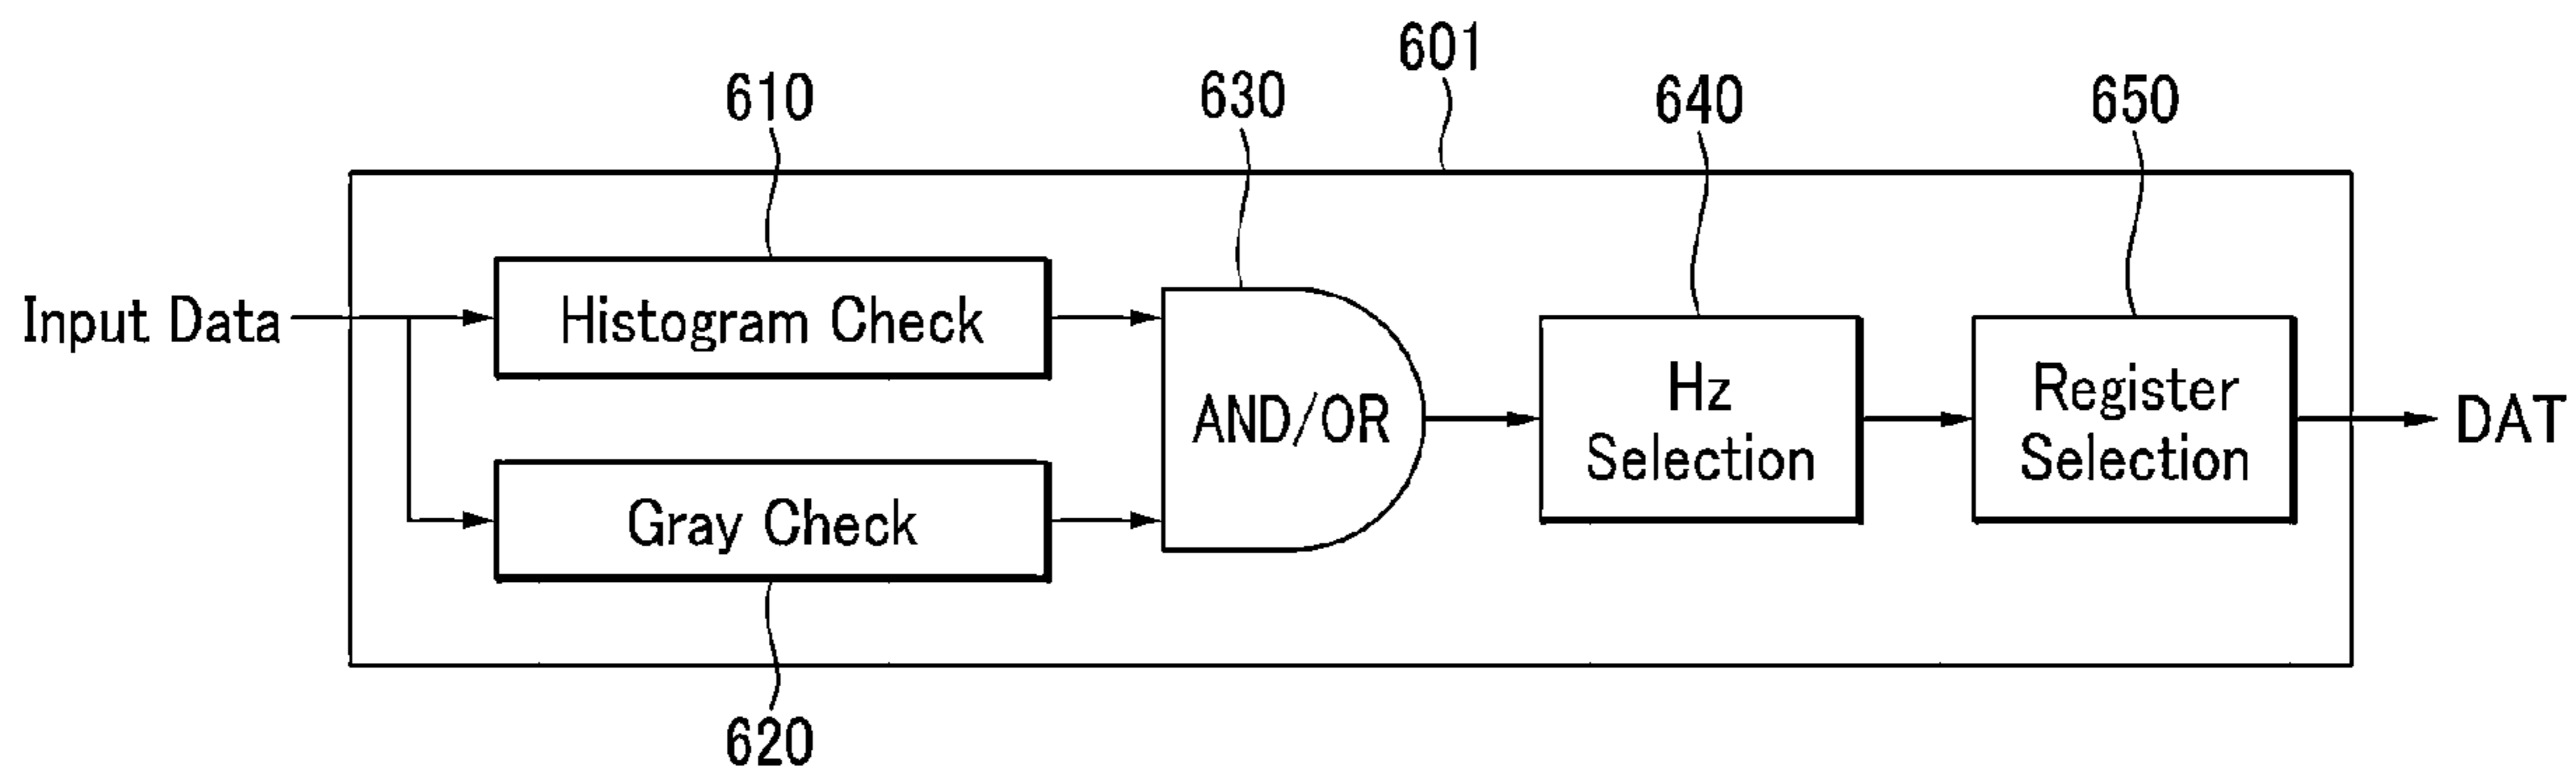 601
610
630
640
650
Input Data
Histogram Check
Gray Check
AND/OR
Hz
Selection
Register
Selection
DAT
620